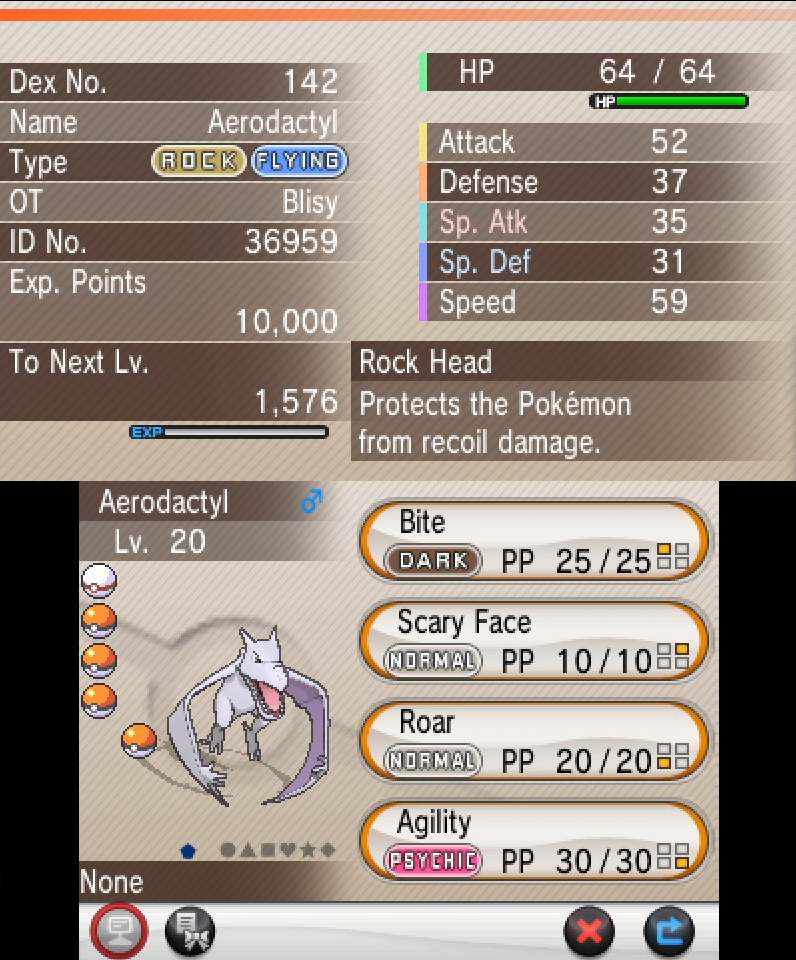 Dex No. 142
Name Aerodactyl
Type ROCK FLYING
OT Blisy
ID No. 36959
Exp. Points
10,000
To Next Lv.
1,576
EXP
HP 64 / 64
HP
Attack 52
Defense 37
Sp. Atk 35
Sp. Def 31
Speed 59
Rock Head
Protects the Pokémon
from recoil damage.
Aerodactyl ♂
Lv. 20
None
Bite
DARK PP 25/25
Scary Face
NORMAL PP 10/10
Roar
NORMAL PP 20/20
Agility
PSYCHIC PP 30/30